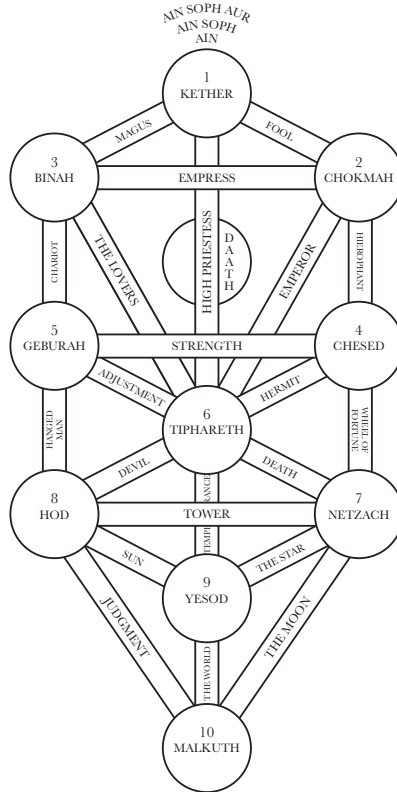 AIN SOPH AUR
AIN SOPH
AIN
1
KETHER
MAGUS
FOOL
3
BINAH
2
CHOKMAH
EMPRESS
CHARIOT
THE LOVERS
HIGH PRIESTESS
DAATH
EMPEROR
HIEROPHANT
5
GEBURAH
4
CHESED
STRENGTH
ADJUSTMENT
HERMIT
6
TIPHARETH
HANGED
MAN
WHEEL OF
FORTUNE
DEVIL
DEATH
TEMPERANCE
8
HOD
7
NETZACH
TOWER
SUN
THE STAR
9
YESOD
JUDGMENT
THE WORLD
THE MOON
10
MALKUTH